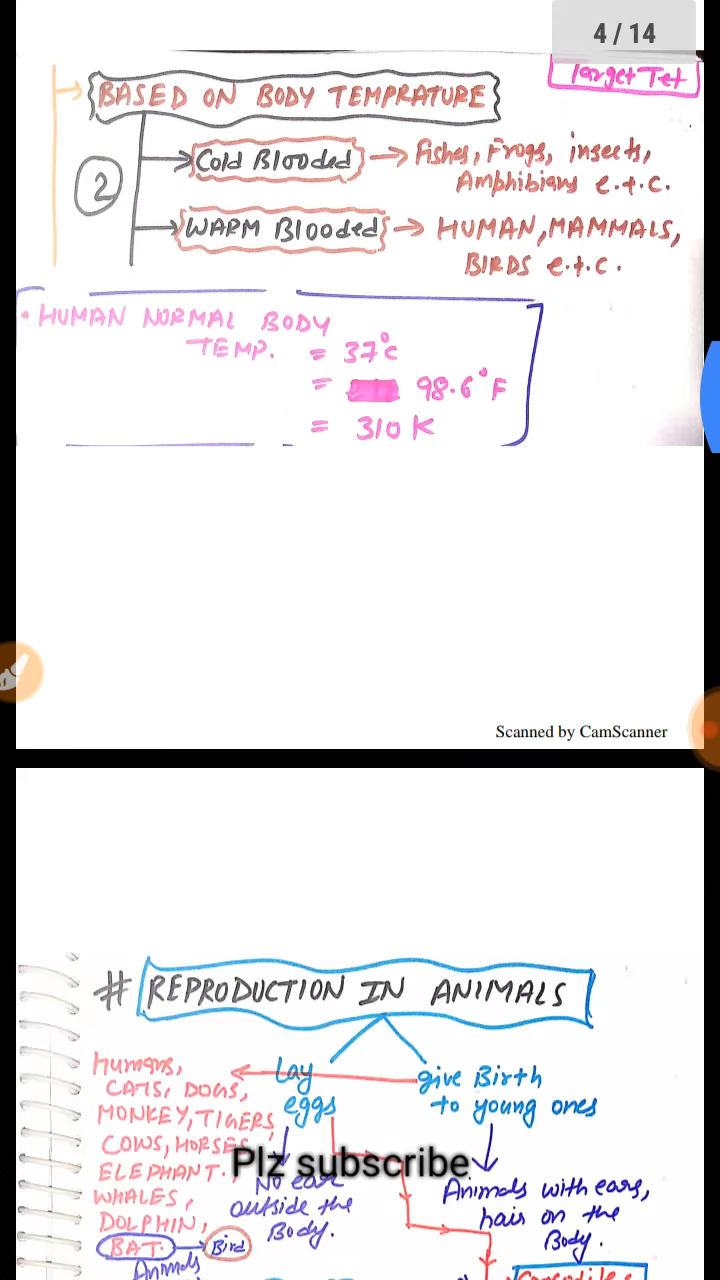 4 / 14
Target Tet
BASED ON BODY TEMPRATURE
2
Cold Blooded → Fishes, Frogs, insects,
Amphibians e.t.c.
WARM Blooded → HUMAN, MAMMALS,
BIRDS e.t.c.
• HUMAN NORMAL BODY
TEMP. = 37°c
= 98.6°F
= 310 K
Scanned by CamScanner
# REPRODUCTION IN ANIMALS
lay
eggs
give Birth
to young ones
Humans,
CATS, DOGS,
MONKEY, TIGERS
COWS, HORSES,
ELEPHANT.,
WHALES,
DOLPHIN,
BAT. → Bird
Animals
No ear
outside the
Body.
Plz subscribe
Animals with ears,
hair on the
Body.
Crocodile